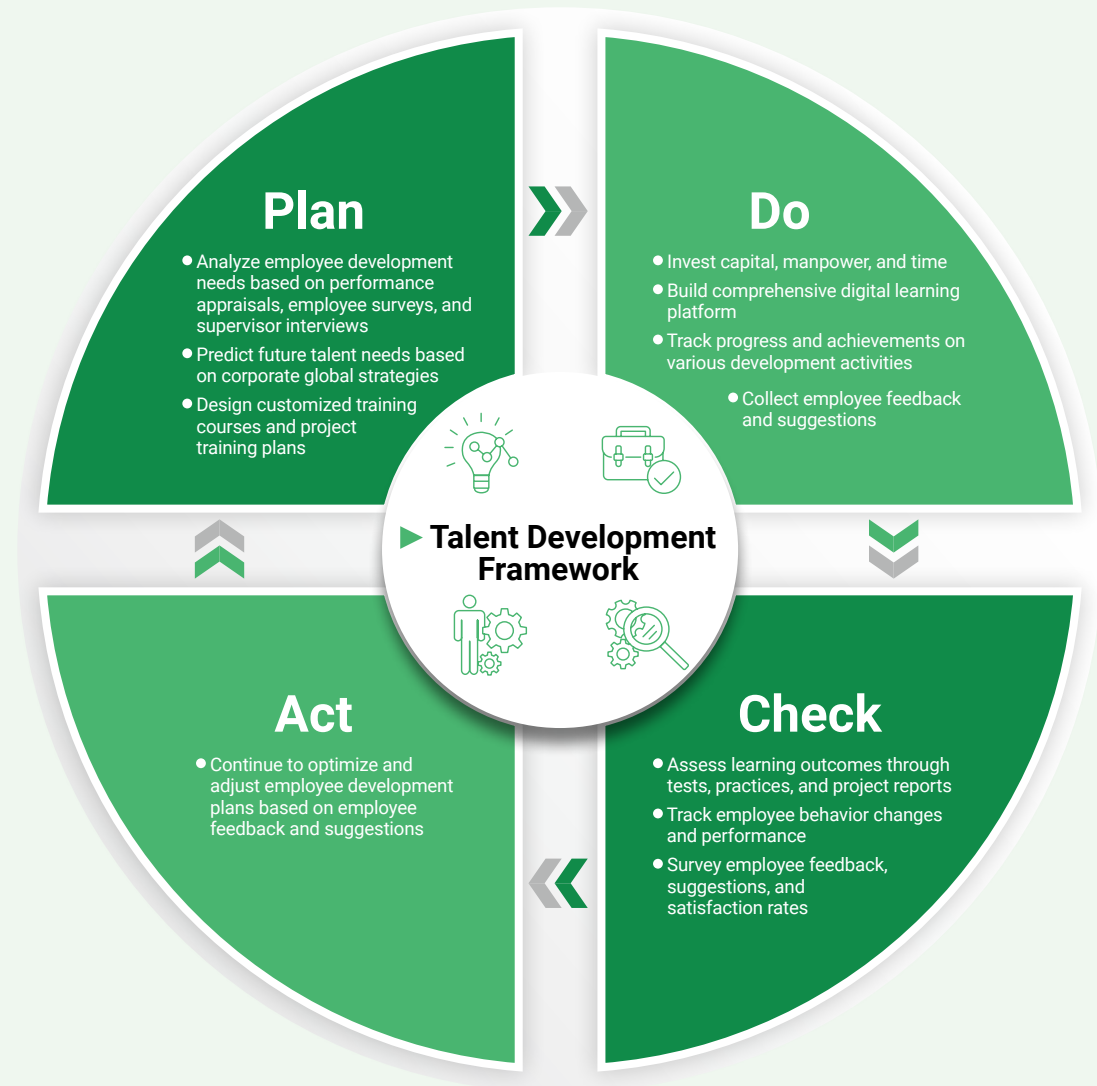 Plan
● Analyze employee development
needs based on performance
appraisals, employee surveys, and
supervisor interviews
● Predict future talent needs based
on corporate global strategies
● Design customized training
courses and project
training plans
Do
● Invest capital, manpower, and time
● Build comprehensive digital learning
platform
● Track progress and achievements on
various development activities
● Collect employee feedback
and suggestions
Talent Development
Framework
Act
● Continue to optimize and
adjust employee development
plans based on employee
feedback and suggestions
Check
● Assess learning outcomes through
tests, practices, and project reports
● Track employee behavior changes
and performance
● Survey employee feedback,
suggestions, and
satisfaction rates